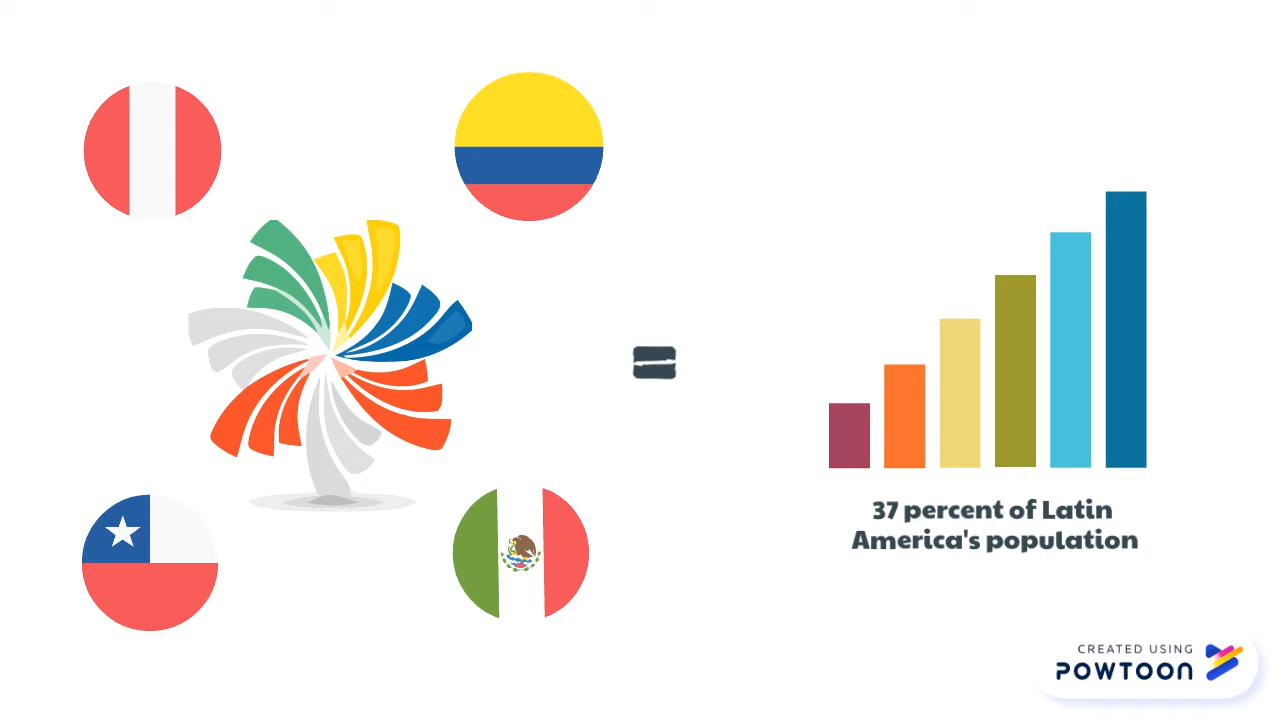 =
37 percent of Latin
America's population
CREATED USING
POWTOON